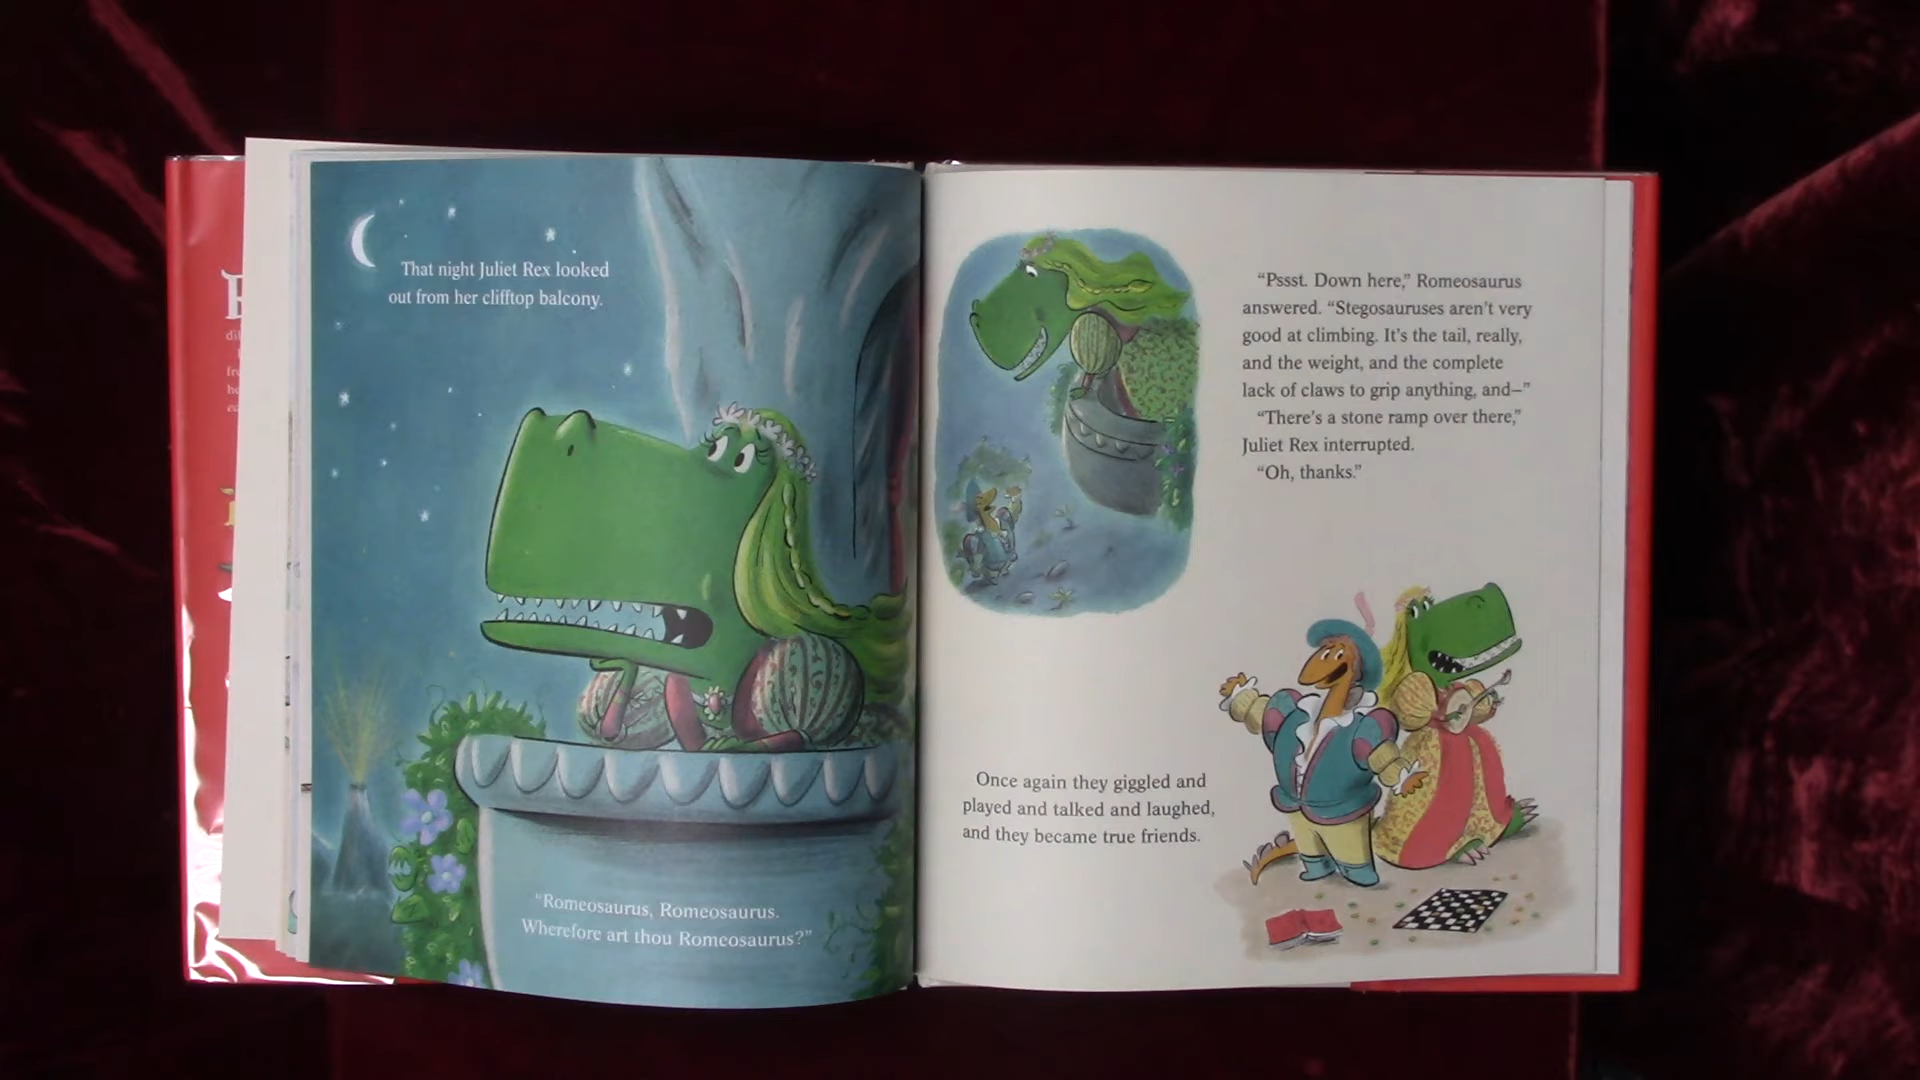 That night Juliet Rex looked
out from her clifftop balcony.
“Romeosaurus, Romeosaurus.
Wherefore art thou Romeosaurus?”
“Pssst. Down here,” Romeosaurus
answered. “Stegosauruses aren’t very
good at climbing. It’s the tail, really,
and the weight, and the complete
lack of claws to grip anything, and–”
“There’s a stone ramp over there,”
Juliet Rex interrupted.
“Oh, thanks.”
Once again they giggled and
played and talked and laughed,
and they became true friends.